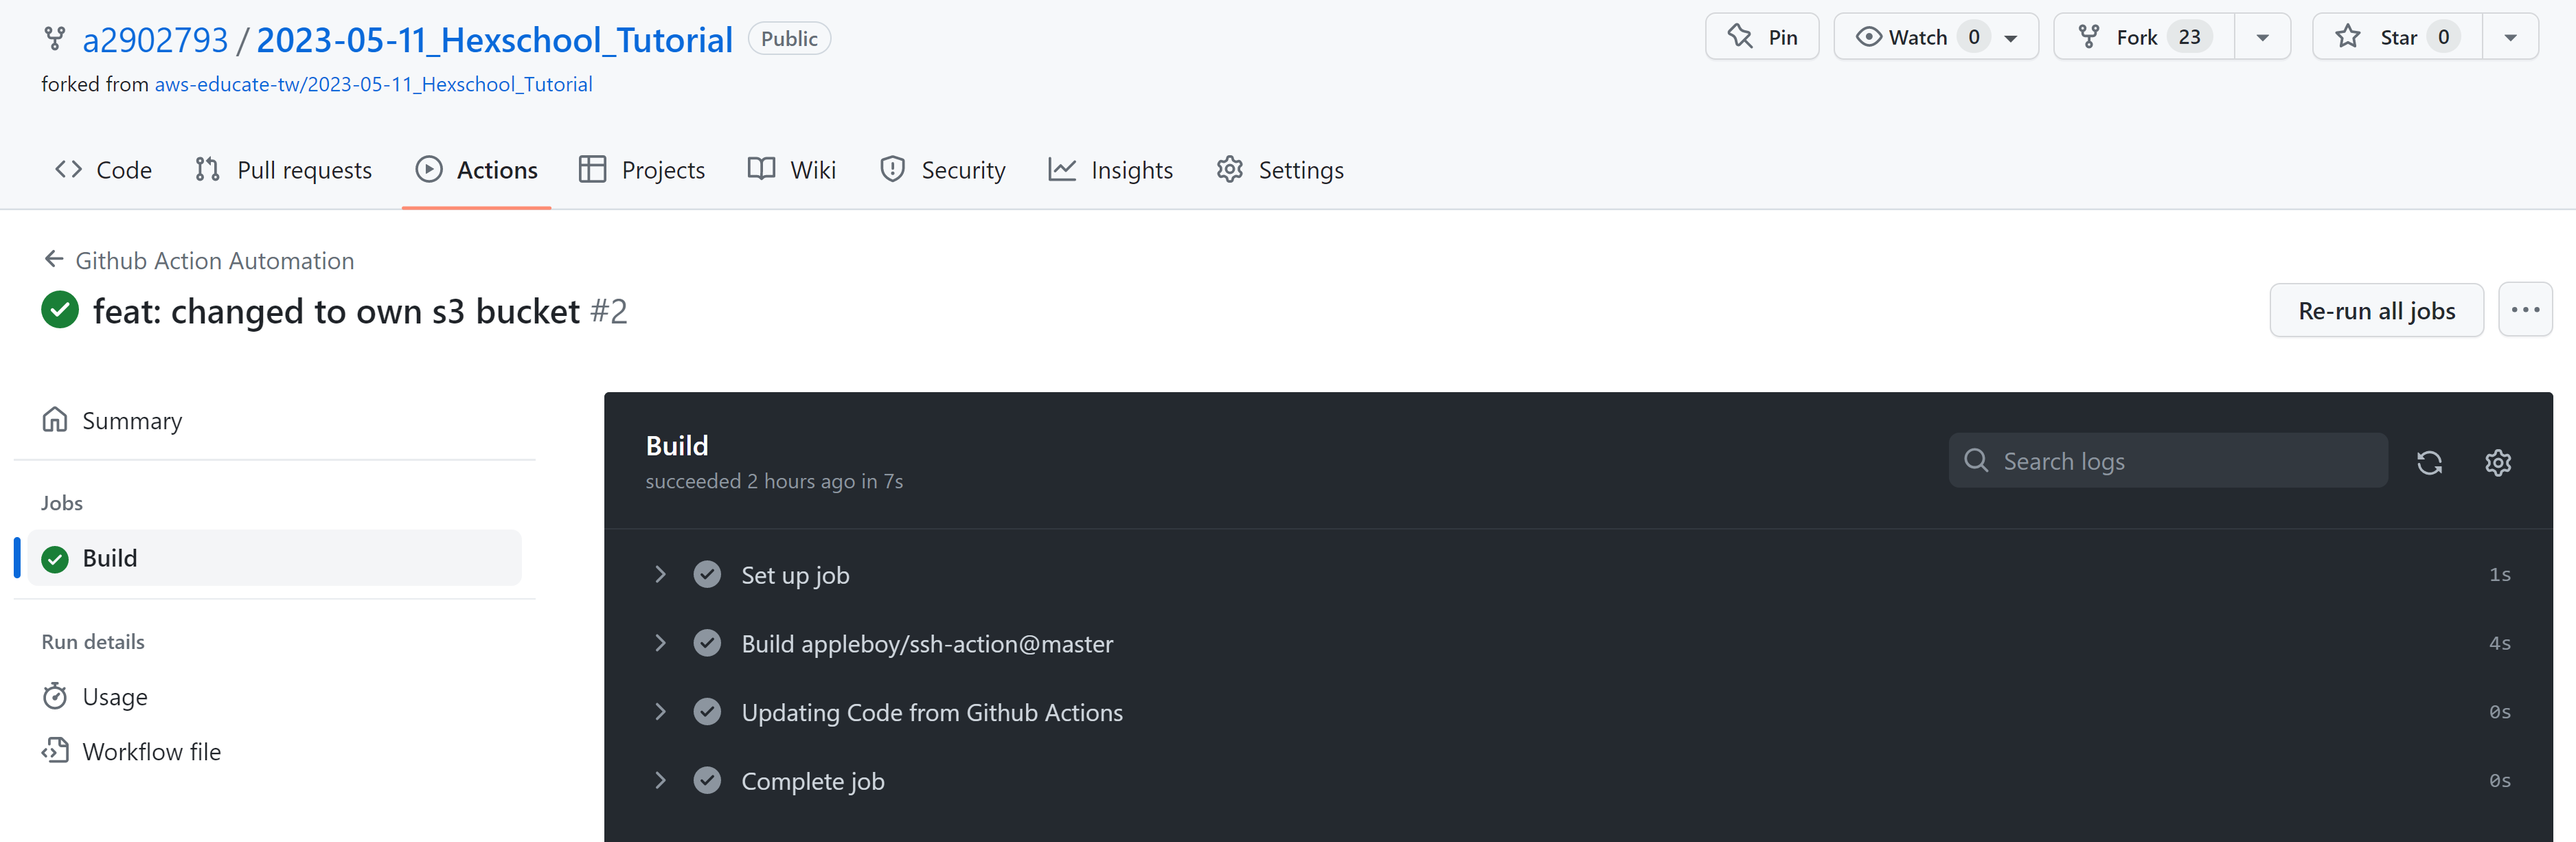 a2902793 / 2023-05-11_Hexschool_Tutorial Public
Pin
Watch 0
Fork 23
Star 0
forked from aws-educate-tw/2023-05-11_Hexschool_Tutorial
Code Pull requests Actions Projects Wiki Security Insights Settings
Github Action Automation
feat: changed to own s3 bucket #2
Re-run all jobs
Summary
Jobs
Build
Run details
Usage
Workflow file
Build
succeeded 2 hours ago in 7s
Search logs
Set up job 1s
Build appleboy/ssh-action@master 4s
Updating Code from Github Actions 0s
Complete job 0s